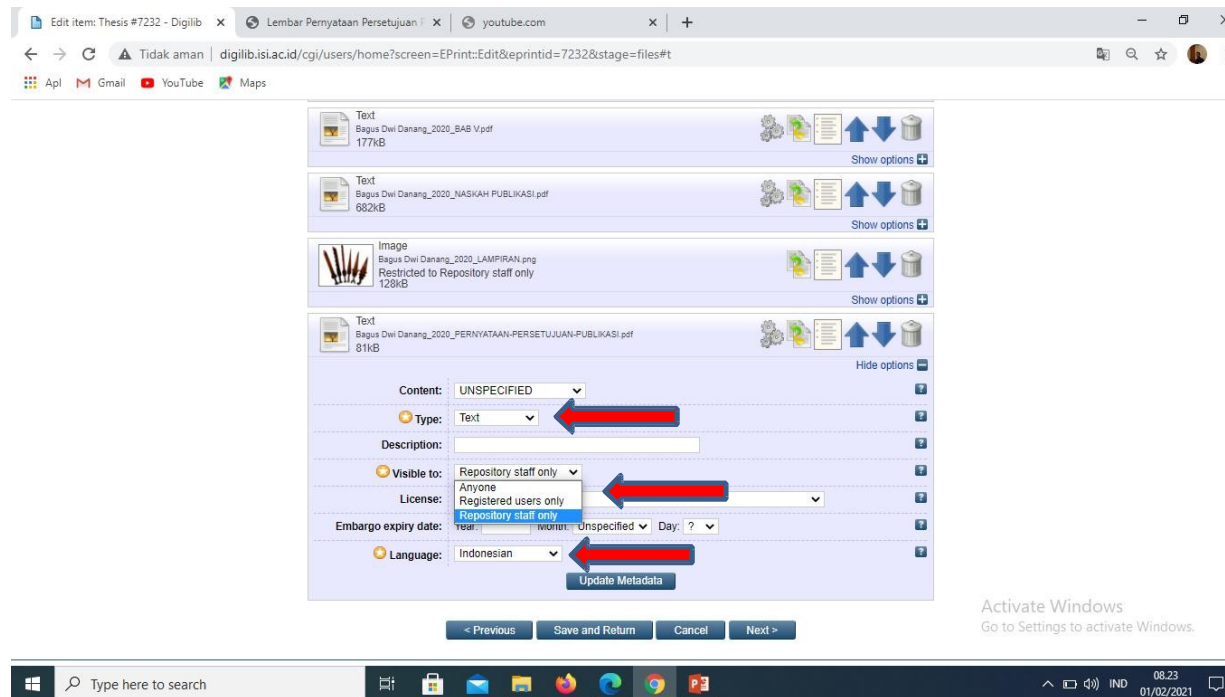 Edit item: Thesis #7232 - Digilib
Lembar Pernyataan Persetujuan
youtube.com
Tidak aman | digilib.isi.ac.id/cgi/users/home?screen=EPrint::Edit&eprintid=7232&stage=files#t
Apl Gmail YouTube Maps
Text
Bagus Dwi Danang_2020_BAB V.pdf
177kB
Show options
Text
Bagus Dwi Danang_2020_NASKAH PUBLIKASI.pdf
682kB
Show options
Image
Bagus Dwi Danang_2020_LAMPIRAN.png
Restricted to Repository staff only
128kB
Show options
Text
Bagus Dwi Danang_2020_PERNYATAAN-PERSETUJUAN-PUBLIKASI.pdf
81kB
Hide options
Content: UNSPECIFIED
Type: Text
Description:
Visible to: Repository staff only
Anyone
License: Registered users only
Repository staff only
Embargo expiry date: Year: Month: Unspecified Day: ?
Language: Indonesian
Update Metadata
Activate Windows
Go to Settings to activate Windows.
< Previous Save and Return Cancel Next >
Type here to search
IND
08.23
01/02/2021